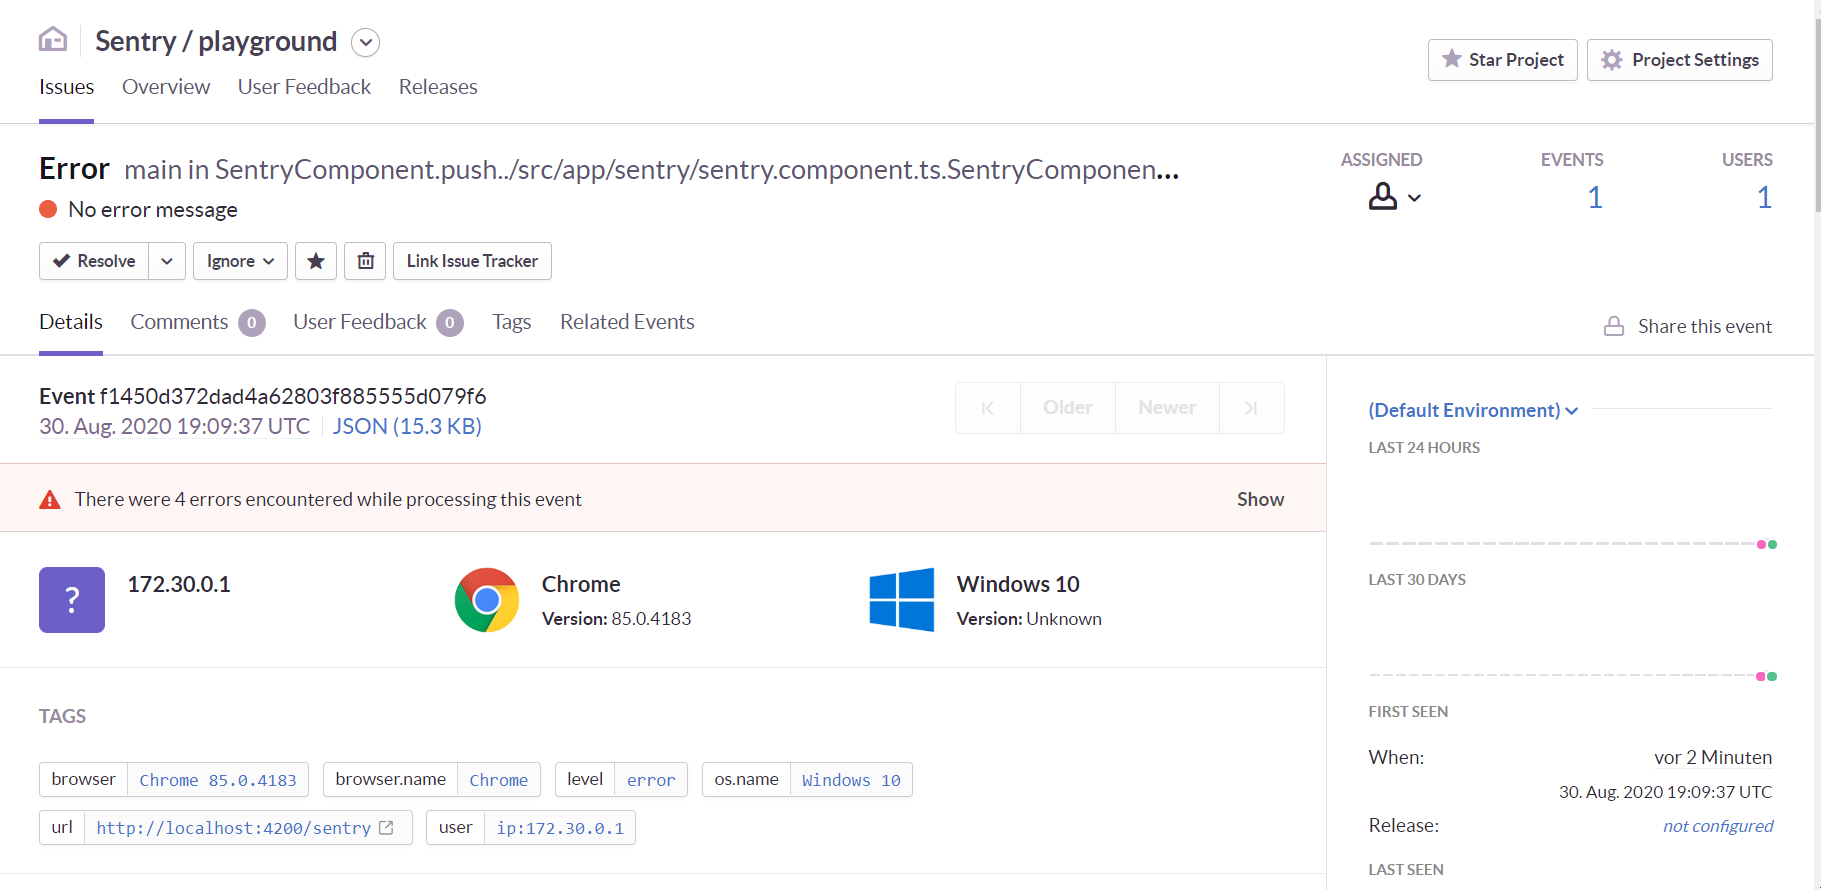 Sentry / playground
Star Project
Project Settings
Issues Overview User Feedback Releases
Error main in SentryComponent.push../src/app/sentry/sentry.component.ts.SentryComponen...
No error message
ASSIGNED
EVENTS
1
USERS
1
Resolve
Ignore
Link Issue Tracker
Details Comments 0 User Feedback 0 Tags Related Events
Share this event
Event f1450d372dad4a62803f885555d079f6
30. Aug. 2020 19:09:37 UTC JSON (15.3 KB)
Older Newer
There were 4 errors encountered while processing this event Show
? 172.30.0.1
Chrome
Version: 85.0.4183
Windows 10
Version: Unknown
TAGS
browser Chrome 85.0.4183 browser.name Chrome level error os.name Windows 10
url http://localhost:4200/sentry user ip:172.30.0.1
(Default Environment)
LAST 24 HOURS
LAST 30 DAYS
FIRST SEEN
When: vor 2 Minuten
30. Aug. 2020 19:09:37 UTC
Release: not configured
LAST SEEN